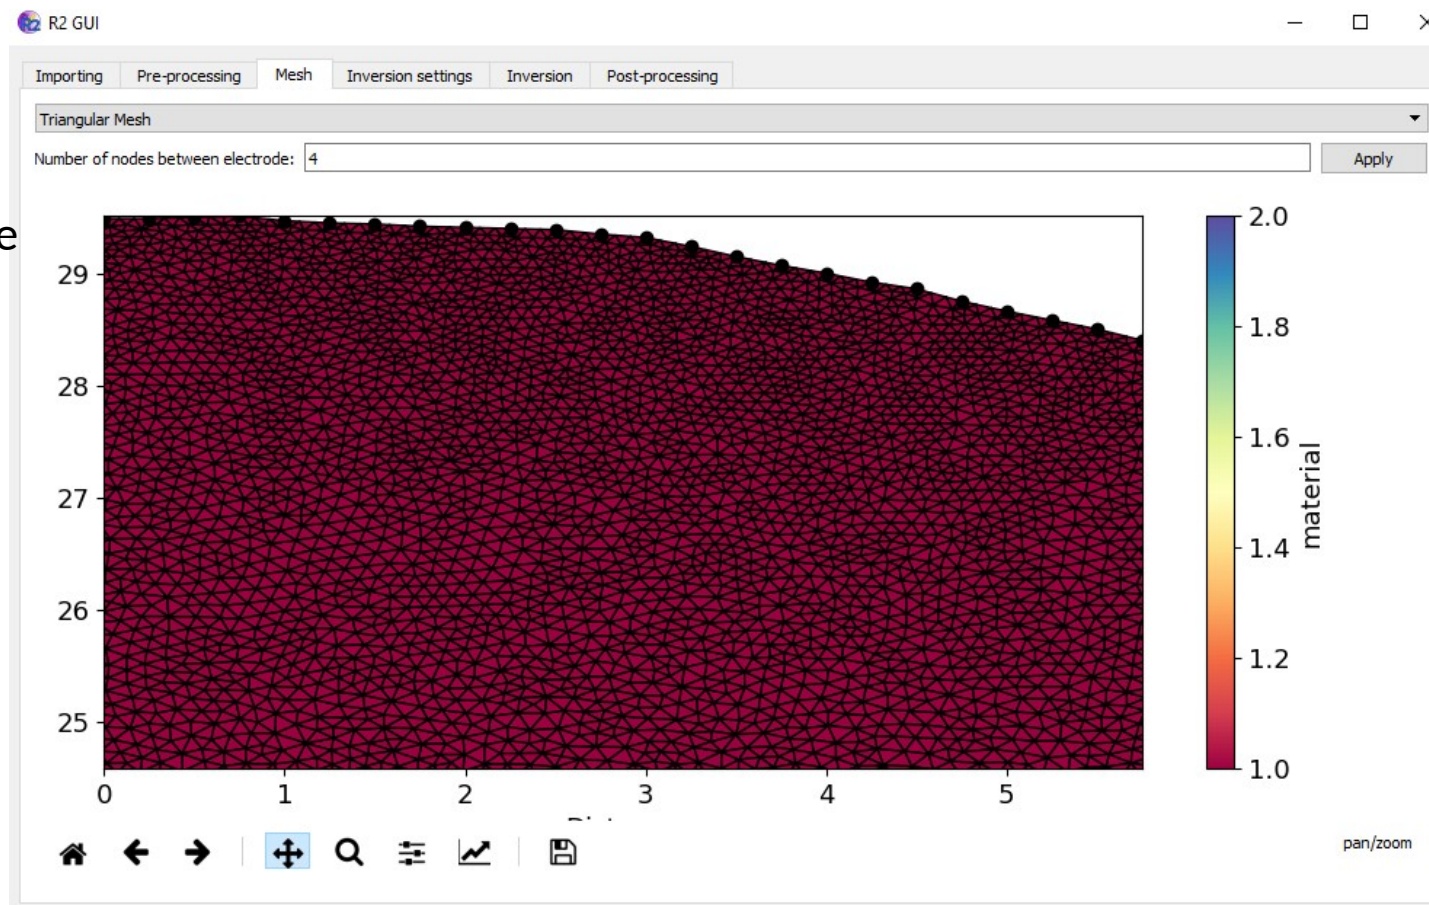 R2 GUI
Importing Pre-processing Mesh Inversion settings Inversion Post-processing
Triangular Mesh
Number of nodes between electrode: 4 Apply
e
29
28
27
26
25
0 1 2 3 4 5
2.0
1.8
1.6
1.4
1.2
1.0
material
pan/zoom